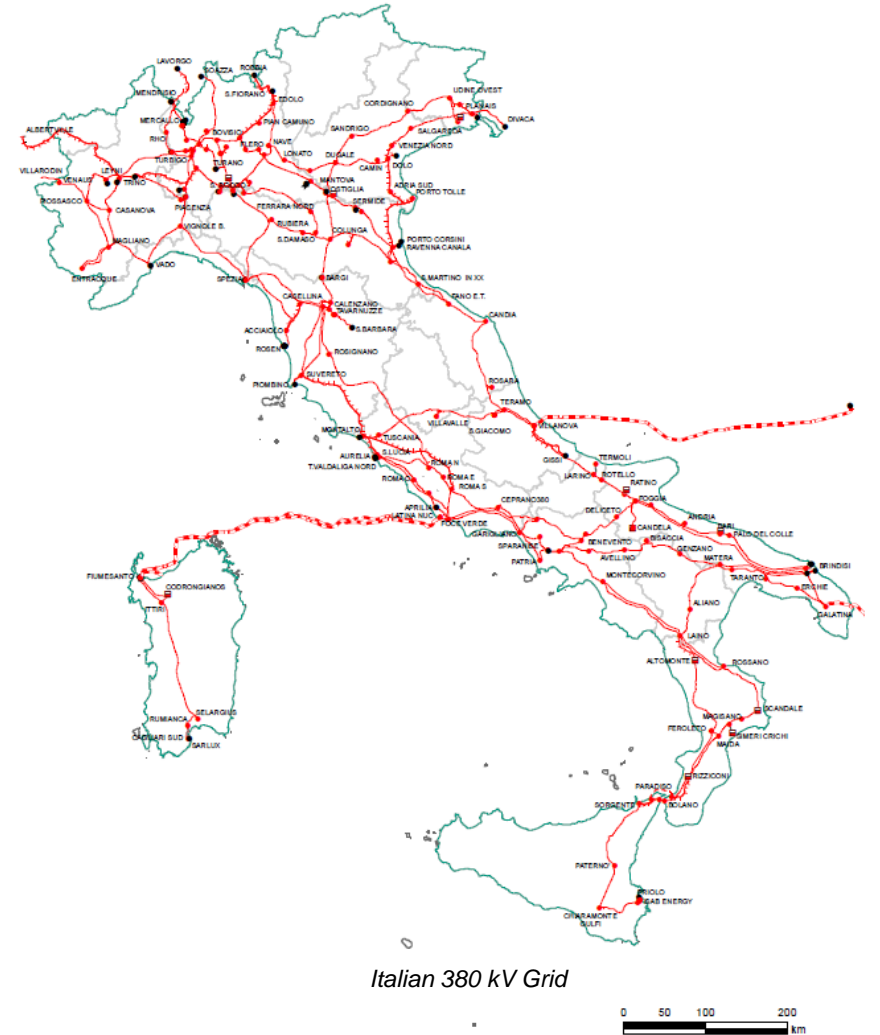 LAVORGO
SOAZZA
ROBBIA
MENDRISIO
S.FIORANO
EDOLO
UDINE OVEST
CORDIGNANO
PLANAIS
MERCALLO
ALBERTVILLE
RHO
BOVISIO
PIAN CAMUNO
SANDRIGO
SALGAREDA
DIVACA
FLERO
NAVE
VENEZIA NORD
VILLARODIN
VENAUS
LEYNI
TURBIGO
TURANO
LONATO
DUGALE
CAMIN
DOLO
TRINO
MANTOVA
OSTIGLIA
ADRIA SUD
PORTO TOLLE
PIOSSASCO
CASANOVA
PIACENZA
FERRARA NORD
SERMIDE
VIGNOLE B.
RUBIERA
S.DAMASO
COLUNGA
PORTO CORSINI
RAVENNA CANALA
MAGLIANO
ENTRACQUE
VADO
SPEZIA
BARGI
S.MARTINO IN XX
FANO E.T.
CASELLINA
CALENZANO
TAVARNUZZE
CANDIA
ACCIAIOLO
S.BARBARA
ROSEN
ROSIGNANO
SUVERETO
PIOMBINO
ROSARA
TERAMO
MONTALTO
TUSCANIA
VILLAVALLE
S.GIACOMO
VILLANOVA
AURELIA
S.LUCIA
T.VALDALIGA NORD
ROMA N
ROMA O
ROMA E
ROMA S
GISSI
TERMOLI
LARINO
ROTELLO
RATINO
APRILIA
LATINA NUC
CEPRANO380
FOGGIA
DELICETO
ANDRIA
BARI
FOCE VERDE
GARIGLIANO
CANDELA
PALO DEL COLLE
SPARANISE
BENEVENTO
BISACCIA
PATRIA
AVELLINO
GENZANO
MATERA
BRINDISI
FIUMESANTO
CODRONGIANOS
MONTECORVINO
TARANTO
ERCHIE
ITTIRI
ALIANO
GALATINA
LAINO
ALTOMONTE
ROSSANO
SELARGIUS
RUMIANCA
CAGLIARI SUD
SARLUX
SCANDALE
MAGISANO
FEROLETO
SIMERI CRICHI
MAIDA
RIZZICONI
PARADISO
SORGENTE
BOLANO
PATERNO'
PRIOLO
ISAB ENERGY
CHIARAMONTE
GULFI
Italian 380 kV Grid
0 50 100 200
km